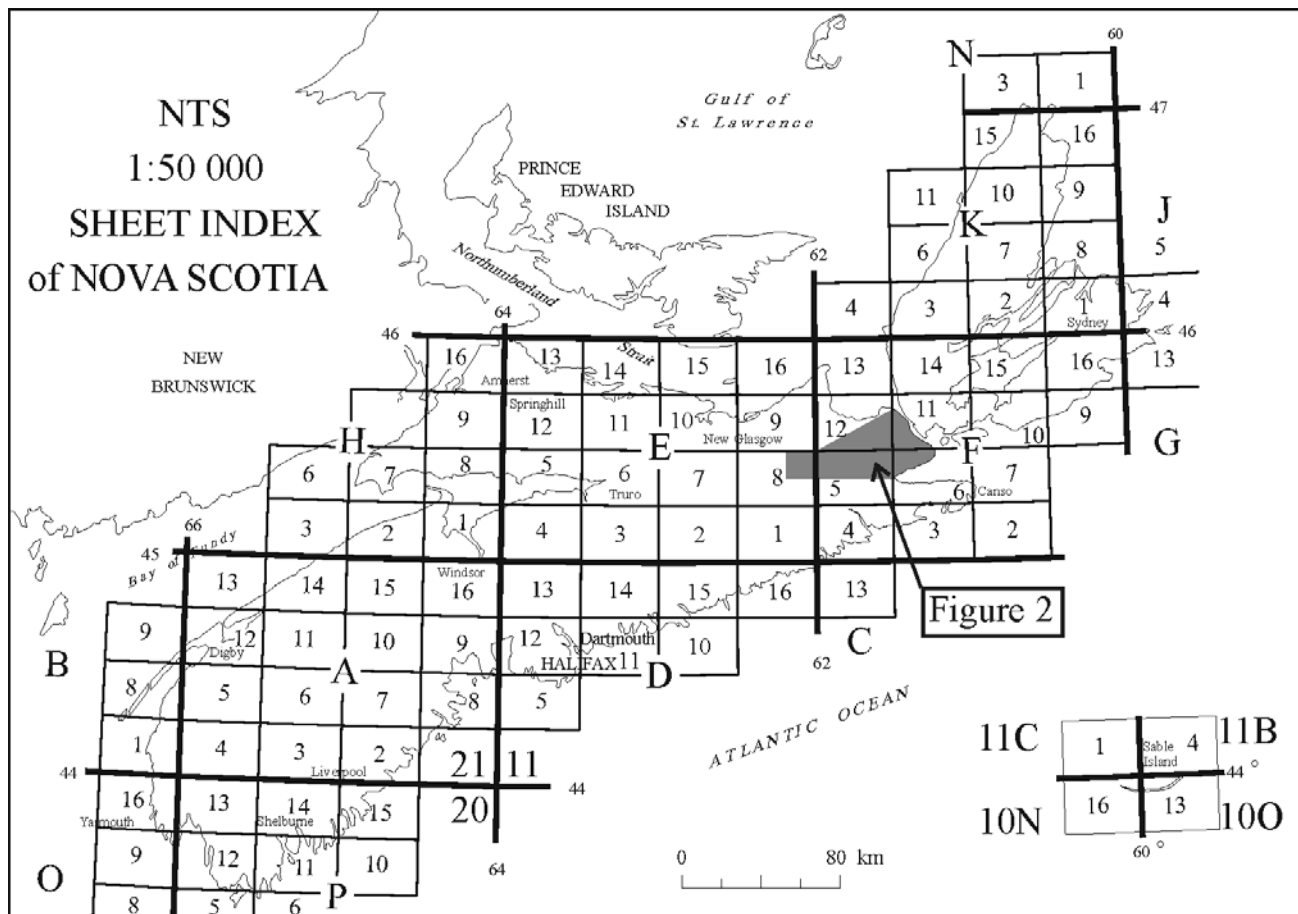 NTS
1:50 000
SHEET INDEX
of NOVA SCOTIA
Gulf of
St. Lawrence
PRINCE
EDWARD
ISLAND
Northumberland
Strait
NEW
BRUNSWICK
60
N
3 1
47
15 16
11 10 9
K
J
6 7 8 5
62
4 3 2 1 4
Sydney
64
46
46
16 13 14 15 16 13 14 15 16 13
Amherst
Springhill
9 12 11 10 9 12 11 10 9
New Glasgow
H
E
F
G
6 7 8 5 6 7 8 5 6 7
Truro
Canso
3 2 1 4 3 2 1 4 3 2
66
45
Bay of Fundy
Windsor
13 14 15 16 13 14 15 16 13
Figure 2
9 12 11 10 9 12 11 10
Digby
Dartmouth
HALIFAX
B
A
D
C
62
8 5 6 7 8 5
ATLANTIC OCEAN
1 4 3 2 21 11
Liverpool
44
44
20
16 13 14 15
Yarmouth
Shelburne
9 12 11 10
64
O
P
8 5 6
0 80 km
11C 1 4 11B
Sable
Island
44 °
10N 16 13 10O
60 °